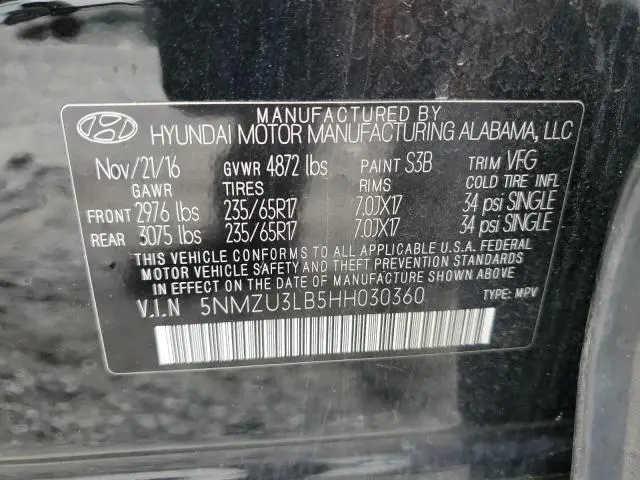 MANUFACTURED BY
HYUNDAI MOTOR MANUFACTURING ALABAMA, LLC
Nov/21/16 GVWR 4872 lbs PAINT S3B TRIM VFG
GAWR TIRES RIMS COLD TIRE INFL
FRONT 2976 lbs 235/65R17 7.0JX17 34 psi SINGLE
REAR 3075 lbs 235/65R17 7.0JX17 34 psi SINGLE
THIS VEHICLE CONFORMS TO ALL APPLICABLE U.S.A. FEDERAL
MOTOR VEHICLE SAFETY AND THEFT PREVENTION STANDARDS
IN EFFECT ON THE DATE OF MANUFACTURE SHOWN ABOVE.
V.I.N 5NMZU3LB5HH030360 TYPE: MPV